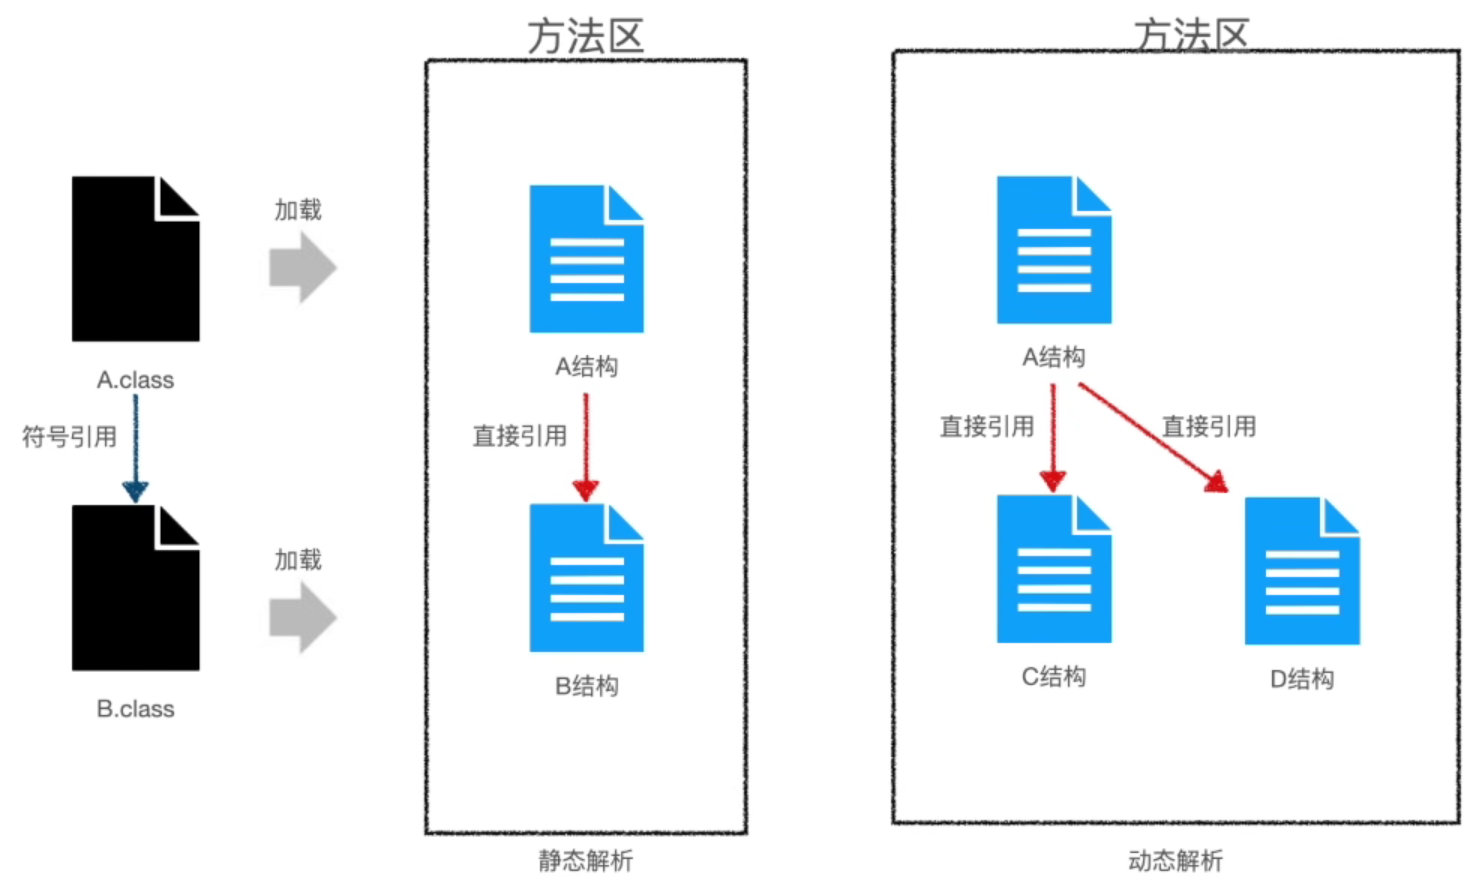 方法区
方法区
加载
A结构
A结构
A.class
符号引用
直接引用
直接引用
直接引用
加载
B结构
C结构
D结构
B.class
静态解析
动态解析